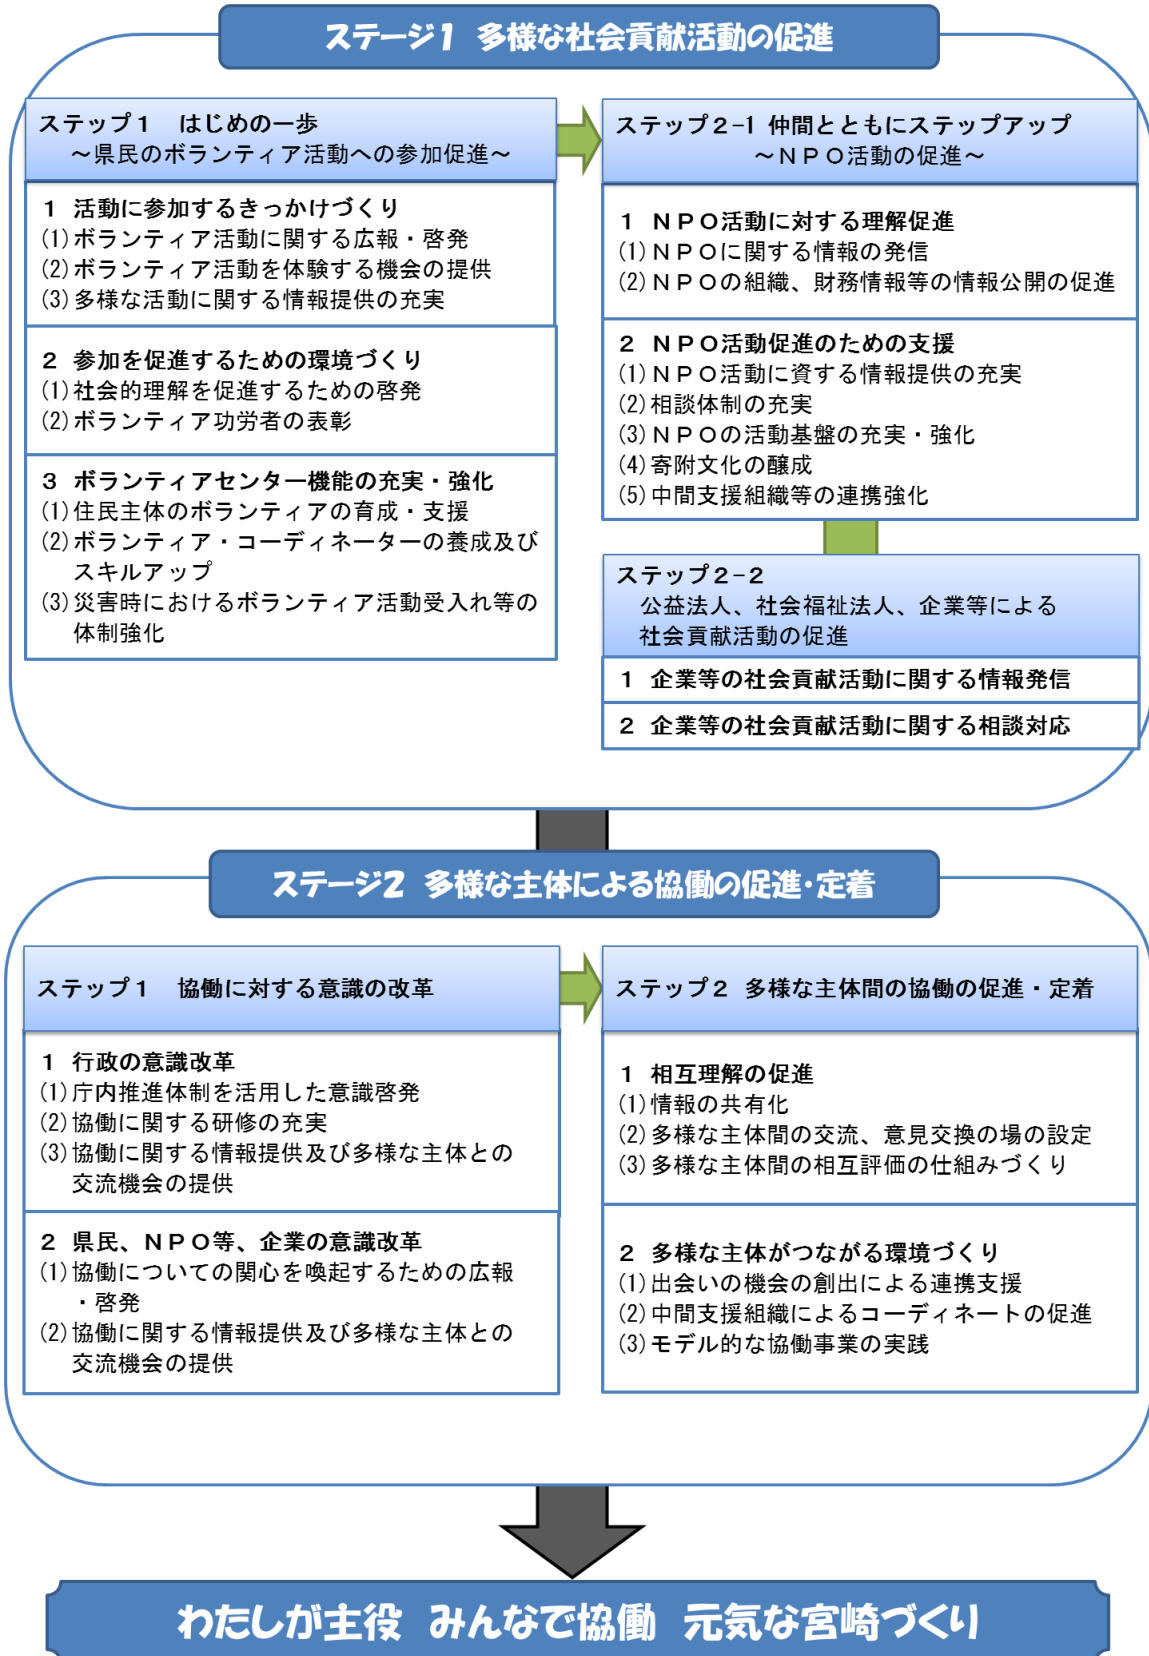 ステージ1 多様な社会貢献活動の促進
ステップ1 はじめの一歩
～県民のボランティア活動への参加促進～
1 活動に参加するきっかけづくり
(1)ボランティア活動に関する広報・啓発
(2)ボランティア活動を体験する機会の提供
(3)多様な活動に関する情報提供の充実
2 参加を促進するための環境づくり
(1)社会的理解を促進するための啓発
(2)ボランティア功労者の表彰
3 ボランティアセンター機能の充実・強化
(1)住民主体のボランティアの育成・支援
(2)ボランティア・コーディネーターの養成及び
スキルアップ
(3)災害時におけるボランティア活動受入れ等の
体制強化
ステップ2-1 仲間とともにステップアップ
～NPO活動の促進～
1 NPO活動に対する理解促進
(1)NPOに関する情報の発信
(2)NPOの組織、財務情報等の情報公開の促進
2 NPO活動促進のための支援
(1)NPO活動に資する情報提供の充実
(2)相談体制の充実
(3)NPOの活動基盤の充実・強化
(4)寄附文化の醸成
(5)中間支援組織等の連携強化
ステップ2-2
公益法人、社会福祉法人、企業等による
社会貢献活動の促進
1 企業等の社会貢献活動に関する情報発信
2 企業等の社会貢献活動に関する相談対応
ステージ2 多様な主体による協働の促進・定着
ステップ1 協働に対する意識の改革
1 行政の意識改革
(1)庁内推進体制を活用した意識啓発
(2)協働に関する研修の充実
(3)協働に関する情報提供及び多様な主体との
交流機会の提供
2 県民、NPO等、企業の意識改革
(1)協働についての関心を喚起するための広報
・啓発
(2)協働に関する情報提供及び多様な主体との
交流機会の提供
ステップ2 多様な主体間の協働の促進・定着
1 相互理解の促進
(1)情報の共有化
(2)多様な主体間の交流、意見交換の場の設定
(3)多様な主体間の相互評価の仕組みづくり
2 多様な主体がつながる環境づくり
(1)出会いの機会の創出による連携支援
(2)中間支援組織によるコーディネートの促進
(3)モデル的な協働事業の実践
わたしが主役 みんなで協働 元気な宮崎づくり